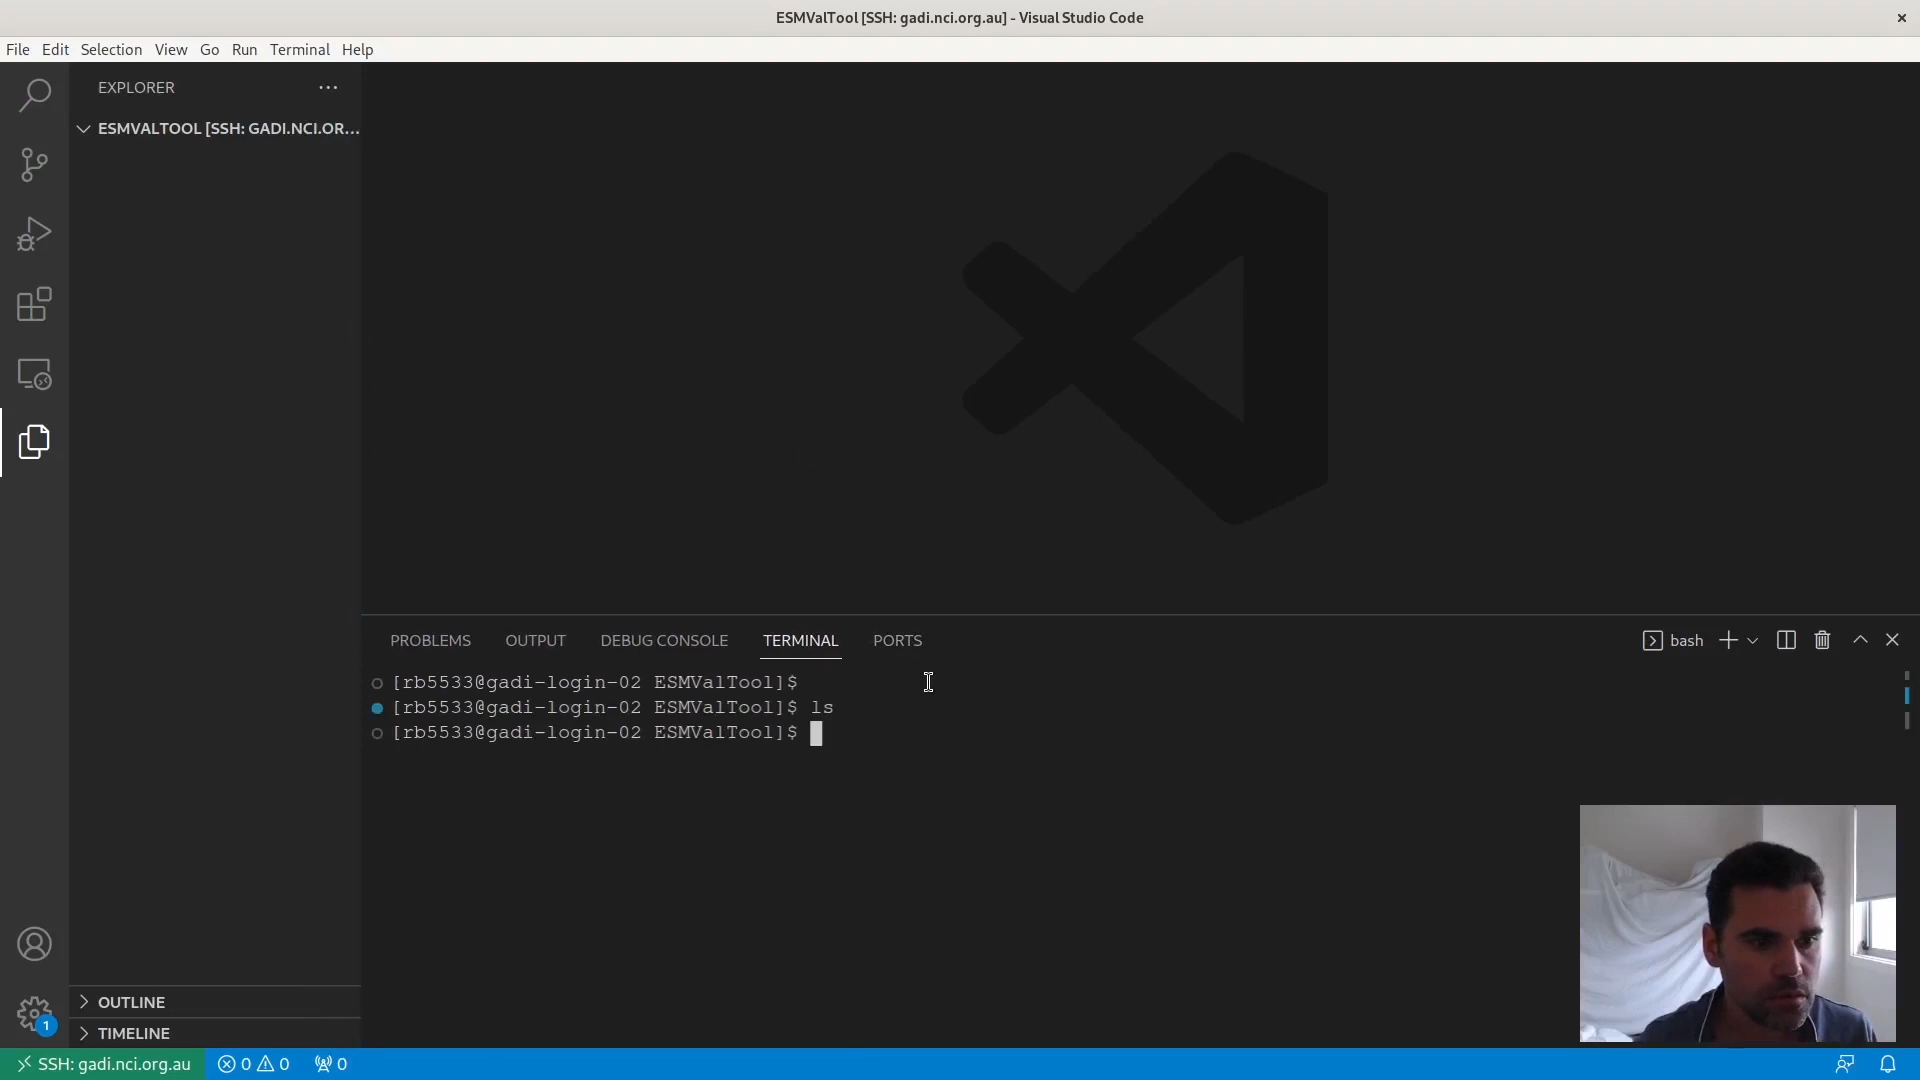 ESMValTool [SSH: gadi.nci.org.au] - Visual Studio Code
File Edit Selection View Go Run Terminal Help
EXPLORER
ESMVALTOOL [SSH: GADI.NCI.OR...
PROBLEMS OUTPUT DEBUG CONSOLE TERMINAL PORTS
bash
[rb5533@gadi-login-02 ESMValTool]$
[rb5533@gadi-login-02 ESMValTool]$ ls
[rb5533@gadi-login-02 ESMValTool]$
OUTLINE
1
TIMELINE
SSH: gadi.nci.org.au 0 0 0